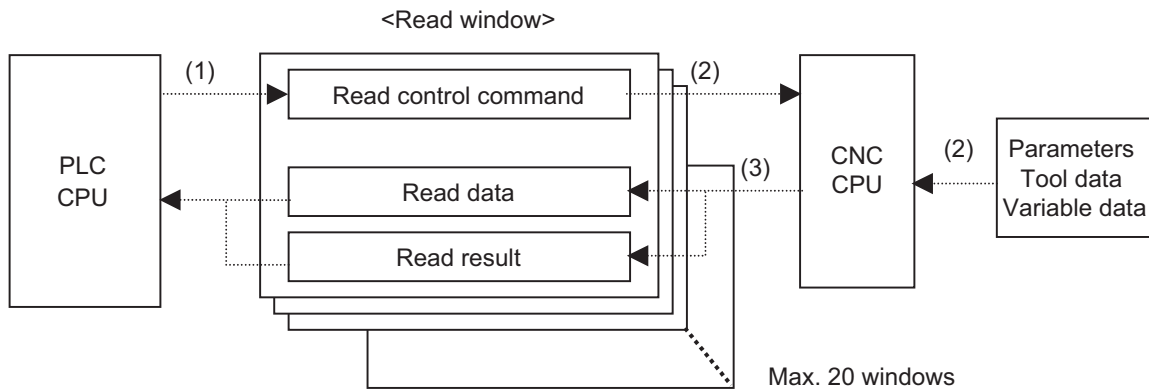 <Read window>
(1)
Read control command
(2)
PLC
CPU
Read data
Read result
(3)
CNC
CPU
(2)
Parameters
Tool data
Variable data
Max. 20 windows